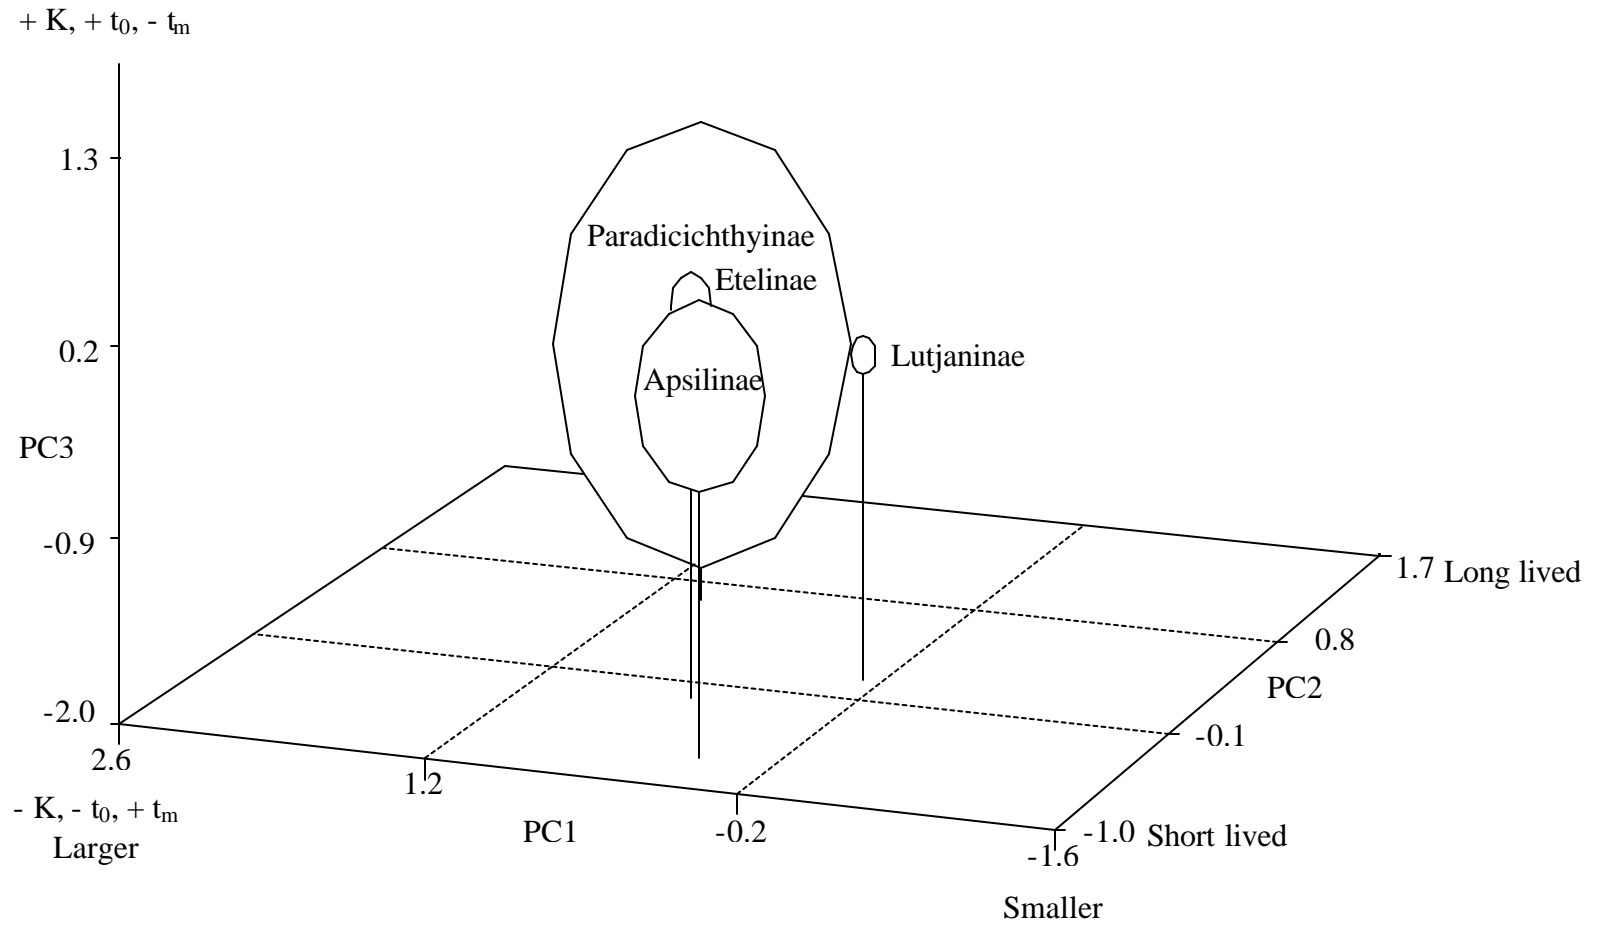 + K, + t0, - tm
1.3
Paradicichthyinae
Etelinae
0.2
Lutjaninae
Apsilinae
PC3
-0.9
1.7 Long lived
0.8
PC2
-2.0
-0.1
2.6
1.2
- K, - t0, + tm
PC1
-0.2
-1.0 Short lived
Larger
-1.6
Smaller